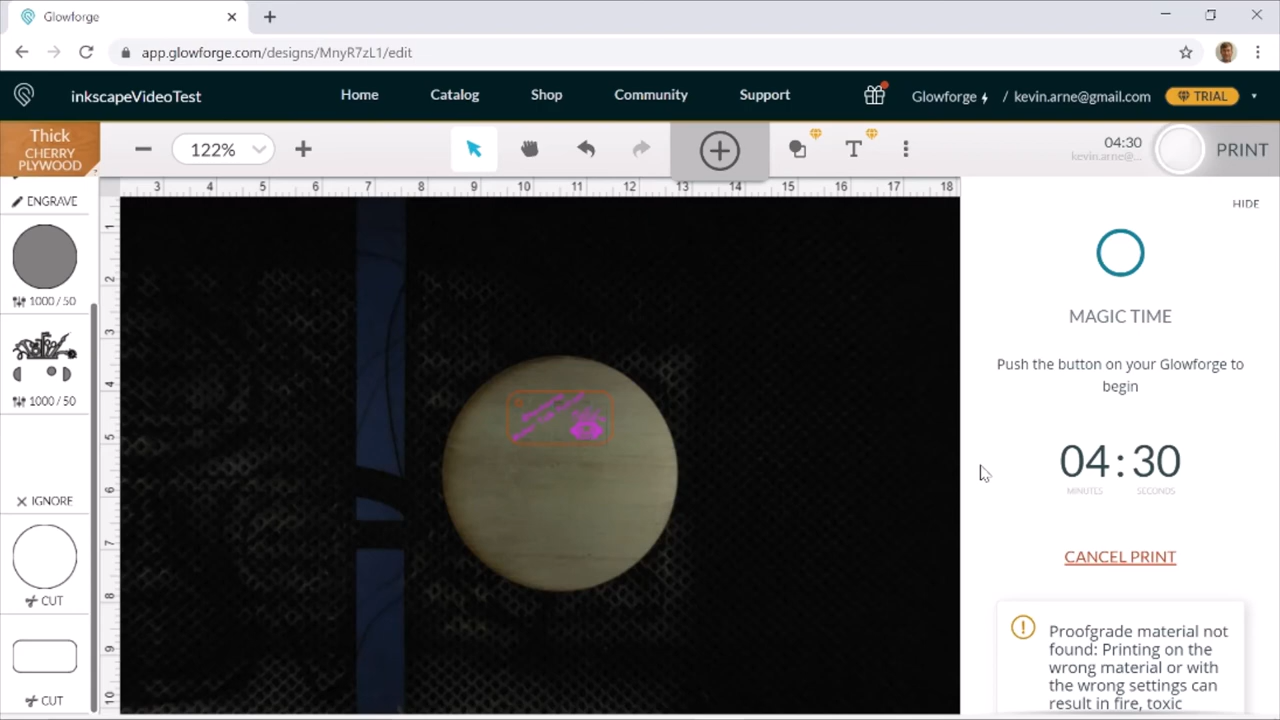 Glowforge
app.glowforge.com/designs/MnyR7zL1/edit
inkscapeVideoTest
Home
Catalog
Shop
Community
Support
Glowforge
/ kevin.arne@gmail.com
TRIAL
Thick
CHERRY
PLYWOOD
122%
T
04:30
kevin.arne@...
PRINT
3 4 5 6 7 8 9 10 11 12 13 14 15 16 17 18
1
2
3
4
5
6
7
8
9
10
ENGRAVE
1000 / 50
1000 / 50
IGNORE
CUT
CUT
HIDE
MAGIC TIME
Push the button on your Glowforge to
begin
04:30
MINUTES SECONDS
CANCEL PRINT
Proofgrade material not
found: Printing on the
wrong material or with
the wrong settings can
result in fire, toxic